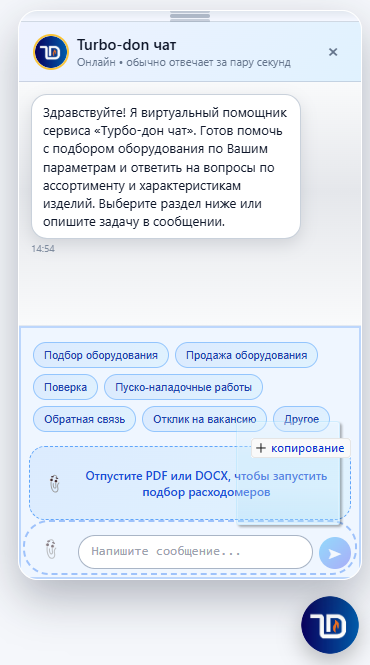 Turbo-don чат
Онлайн • обычно отвечает за пару секунд
×
Здравствуйте! Я виртуальный помощник
сервиса «Турбо-дон чат». Готов помочь
с подбором оборудования по Вашим
параметрам и ответить на вопросы по
ассортименту и характеристикам
изделий. Выберите раздел ниже или
опишите задачу в сообщении.
14:54
Подбор оборудования Продажа оборудования
Поверка Пуско-наладочные работы
Обратная связь Отклик на вакансию Другое
+ копирование
Отпустите PDF или DOCX, чтобы запустить
подбор расходомеров
Напишите сообщение...